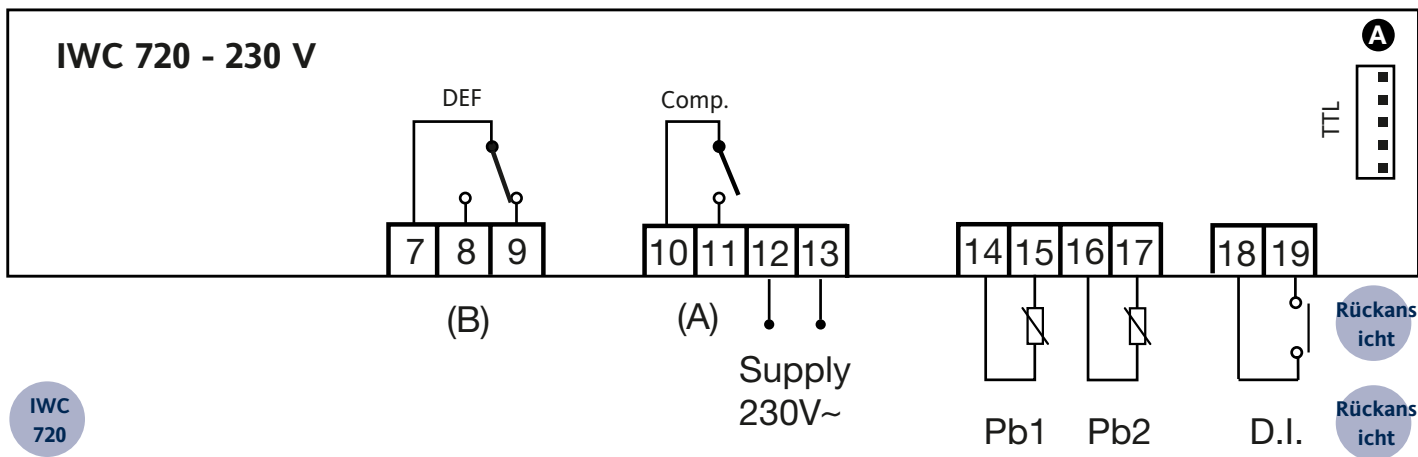 IWC 720 - 230 V
A
TTL
DEF
Comp.
7 8 9
10 11 12 13
14 15 16 17
18 19
(B)
(A)
Supply
230V~
Pb1
Pb2
D.I.
Rückans
icht
Rückans
icht
IWC
720